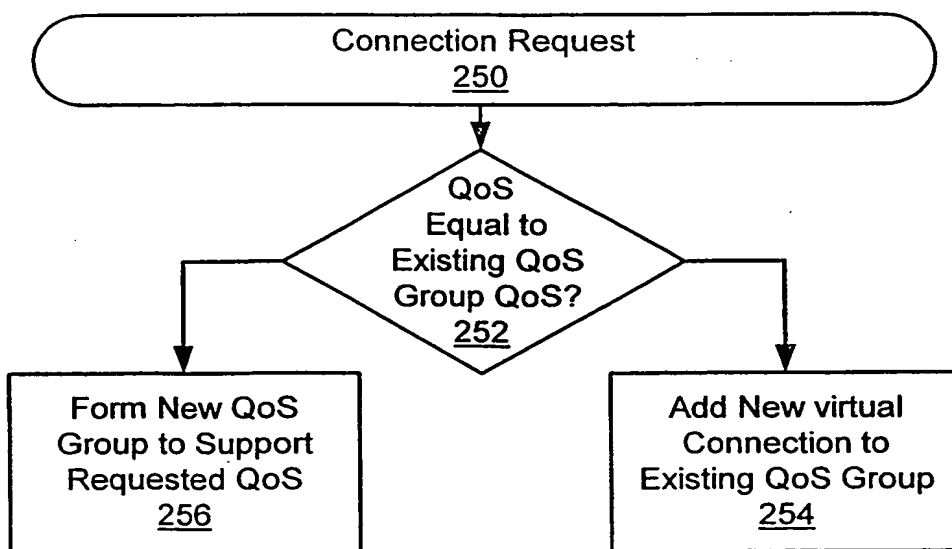 Connection Request
250
QoS
Equal to
Existing QoS
Group QoS?
252
Form New QoS
Group to Support
Requested QoS
256
Add New virtual
Connection to
Existing QoS Group
254